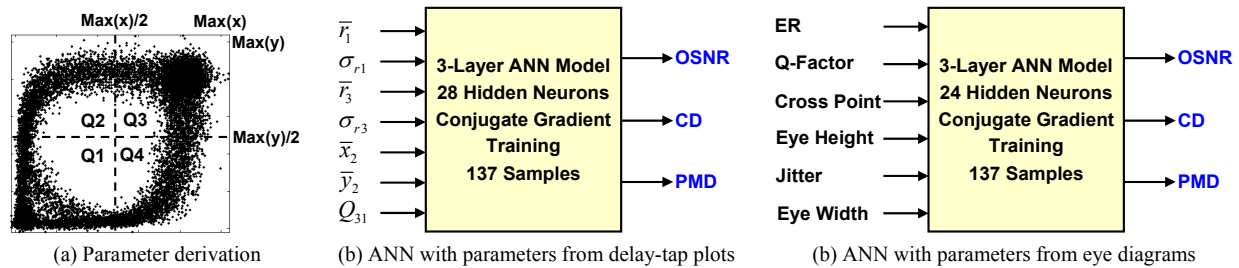 Max(x)/2
Max(x)
Max(y)
Q2 Q3
Max(y)/2
Q1 Q4
(a) Parameter derivation
r̄₁
σᵣ₁
r̄₃
σᵣ₃
x̄₂
ȳ₂
Q₃₁
3-Layer ANN Model
28 Hidden Neurons
Conjugate Gradient
Training
137 Samples
OSNR
CD
PMD
(b) ANN with parameters from delay-tap plots
ER
Q-Factor
Cross Point
Eye Height
Jitter
Eye Width
3-Layer ANN Model
24 Hidden Neurons
Conjugate Gradient
Training
137 Samples
OSNR
CD
PMD
(b) ANN with parameters from eye diagrams